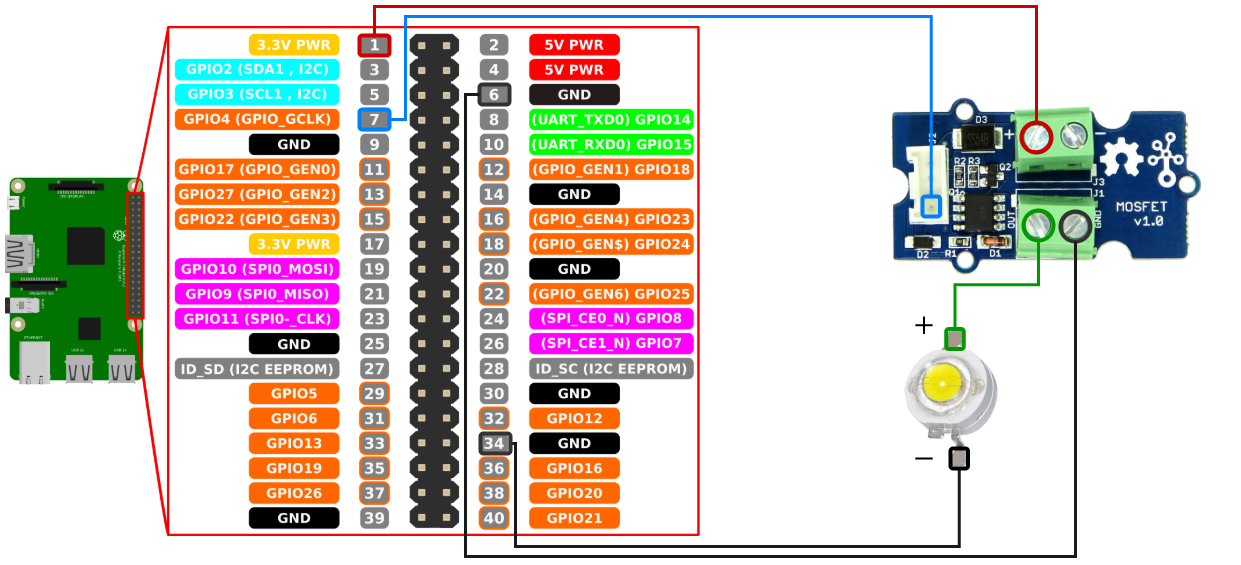 3.3V PWR 1 2 5V PWR
GPIO2 (SDA1 , I2C) 3 4 5V PWR
GPIO3 (SCL1 , I2C) 5 6 GND
GPIO4 (GPIO_GCLK) 7 8 (UART_TXD0) GPIO14
GND 9 10 (UART_RXD0) GPIO15
GPIO17 (GPIO_GEN0) 11 12 (GPIO_GEN1) GPIO18
GPIO27 (GPIO_GEN2) 13 14 GND
GPIO22 (GPIO_GEN3) 15 16 (GPIO_GEN4) GPIO23
3.3V PWR 17 18 (GPIO_GEN$) GPIO24
GPIO10 (SPI0_MOSI) 19 20 GND
GPIO9 (SPI0_MISO) 21 22 (GPIO_GEN6) GPIO25
GPIO11 (SPI0-_CLK) 23 24 (SPI_CE0_N) GPIO8
GND 25 26 (SPI_CE1_N) GPIO7
ID_SD (I2C EEPROM) 27 28 ID_SC (I2C EEPROM)
GPIO5 29 30 GND
GPIO6 31 32 GPIO12
GPIO13 33 34 GND
GPIO19 35 36 GPIO16
GPIO26 37 38 GPIO20
GND 39 40 GPIO21
D3
+ −
R2 R3 Q2
Q1
J3
J1
MOSFET
v1.0
OUT
GND
D2 R1 D1
+
−
USB 2x
USB 2x